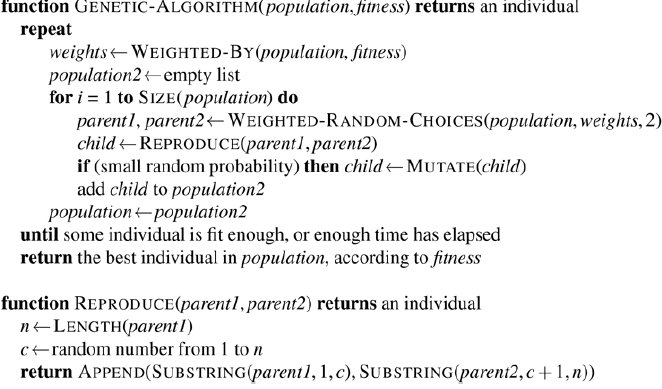 function GENETIC-ALGORITHM(population,fitness) returns an individual
repeat
weights←WEIGHTED-BY(population, fitness)
population2←empty list
for i = 1 to SIZE(population) do
parent1, parent2←WEIGHTED-RANDOM-CHOICES(population, weights, 2)
child←REPRODUCE(parent1, parent2)
if (small random probability) then child←MUTATE(child)
add child to population2
population←population2
until some individual is fit enough, or enough time has elapsed
return the best individual in population, according to fitness
function REPRODUCE(parent1, parent2) returns an individual
n←LENGTH(parent1)
c←random number from 1 to n
return APPEND(SUBSTRING(parent1, 1, c), SUBSTRING(parent2, c + 1, n))